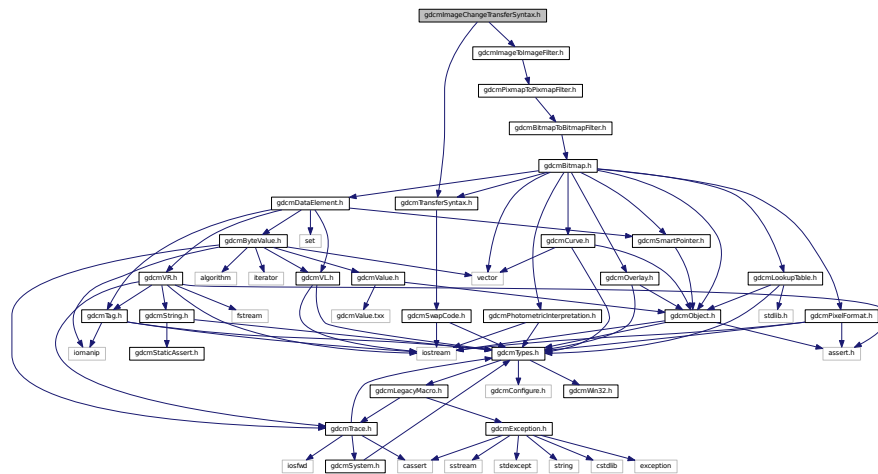 gdcmImageChangeTransferSyntax.h
gdcmImageToImageFilter.h
gdcmPixmapToPixmapFilter.h
gdcmBitmapToBitmapFilter.h
gdcmBitmap.h
gdcmDataElement.h
gdcmTransferSyntax.h
gdcmByteValue.h
set
gdcmCurve.h
gdcmSmartPointer.h
gdcmVR.h
algorithm
iterator
gdcmVL.h
gdcmValue.h
vector
gdcmOverlay.h
gdcmLookupTable.h
gdcmTag.h
gdcmString.h
fstream
gdcmValue.txx
gdcmSwapCode.h
gdcmPhotometricInterpretation.h
gdcmObject.h
stdlib.h
gdcmPixelFormat.h
iomanip
gdcmStaticAssert.h
iostream
gdcmTypes.h
assert.h
gdcmLegacyMacro.h
gdcmConfigure.h
gdcmWin32.h
gdcmTrace.h
gdcmException.h
iosfwd
gdcmSystem.h
cassert
sstream
stdexcept
string
cstdlib
exception